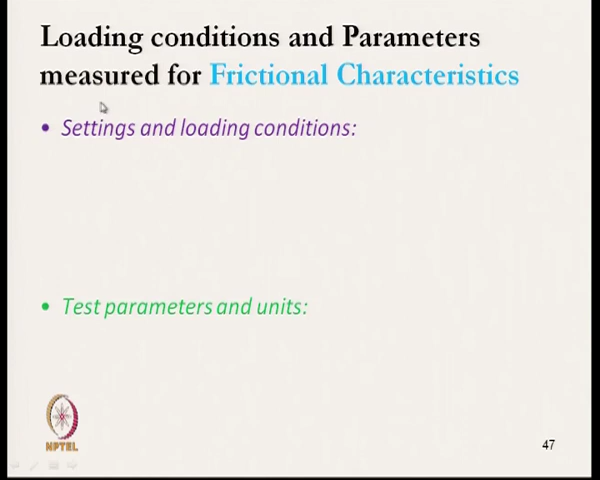 Loading conditions and Parameters
measured for Frictional Characteristics
• Settings and loading conditions:
• Test parameters and units:
NPTEL
47